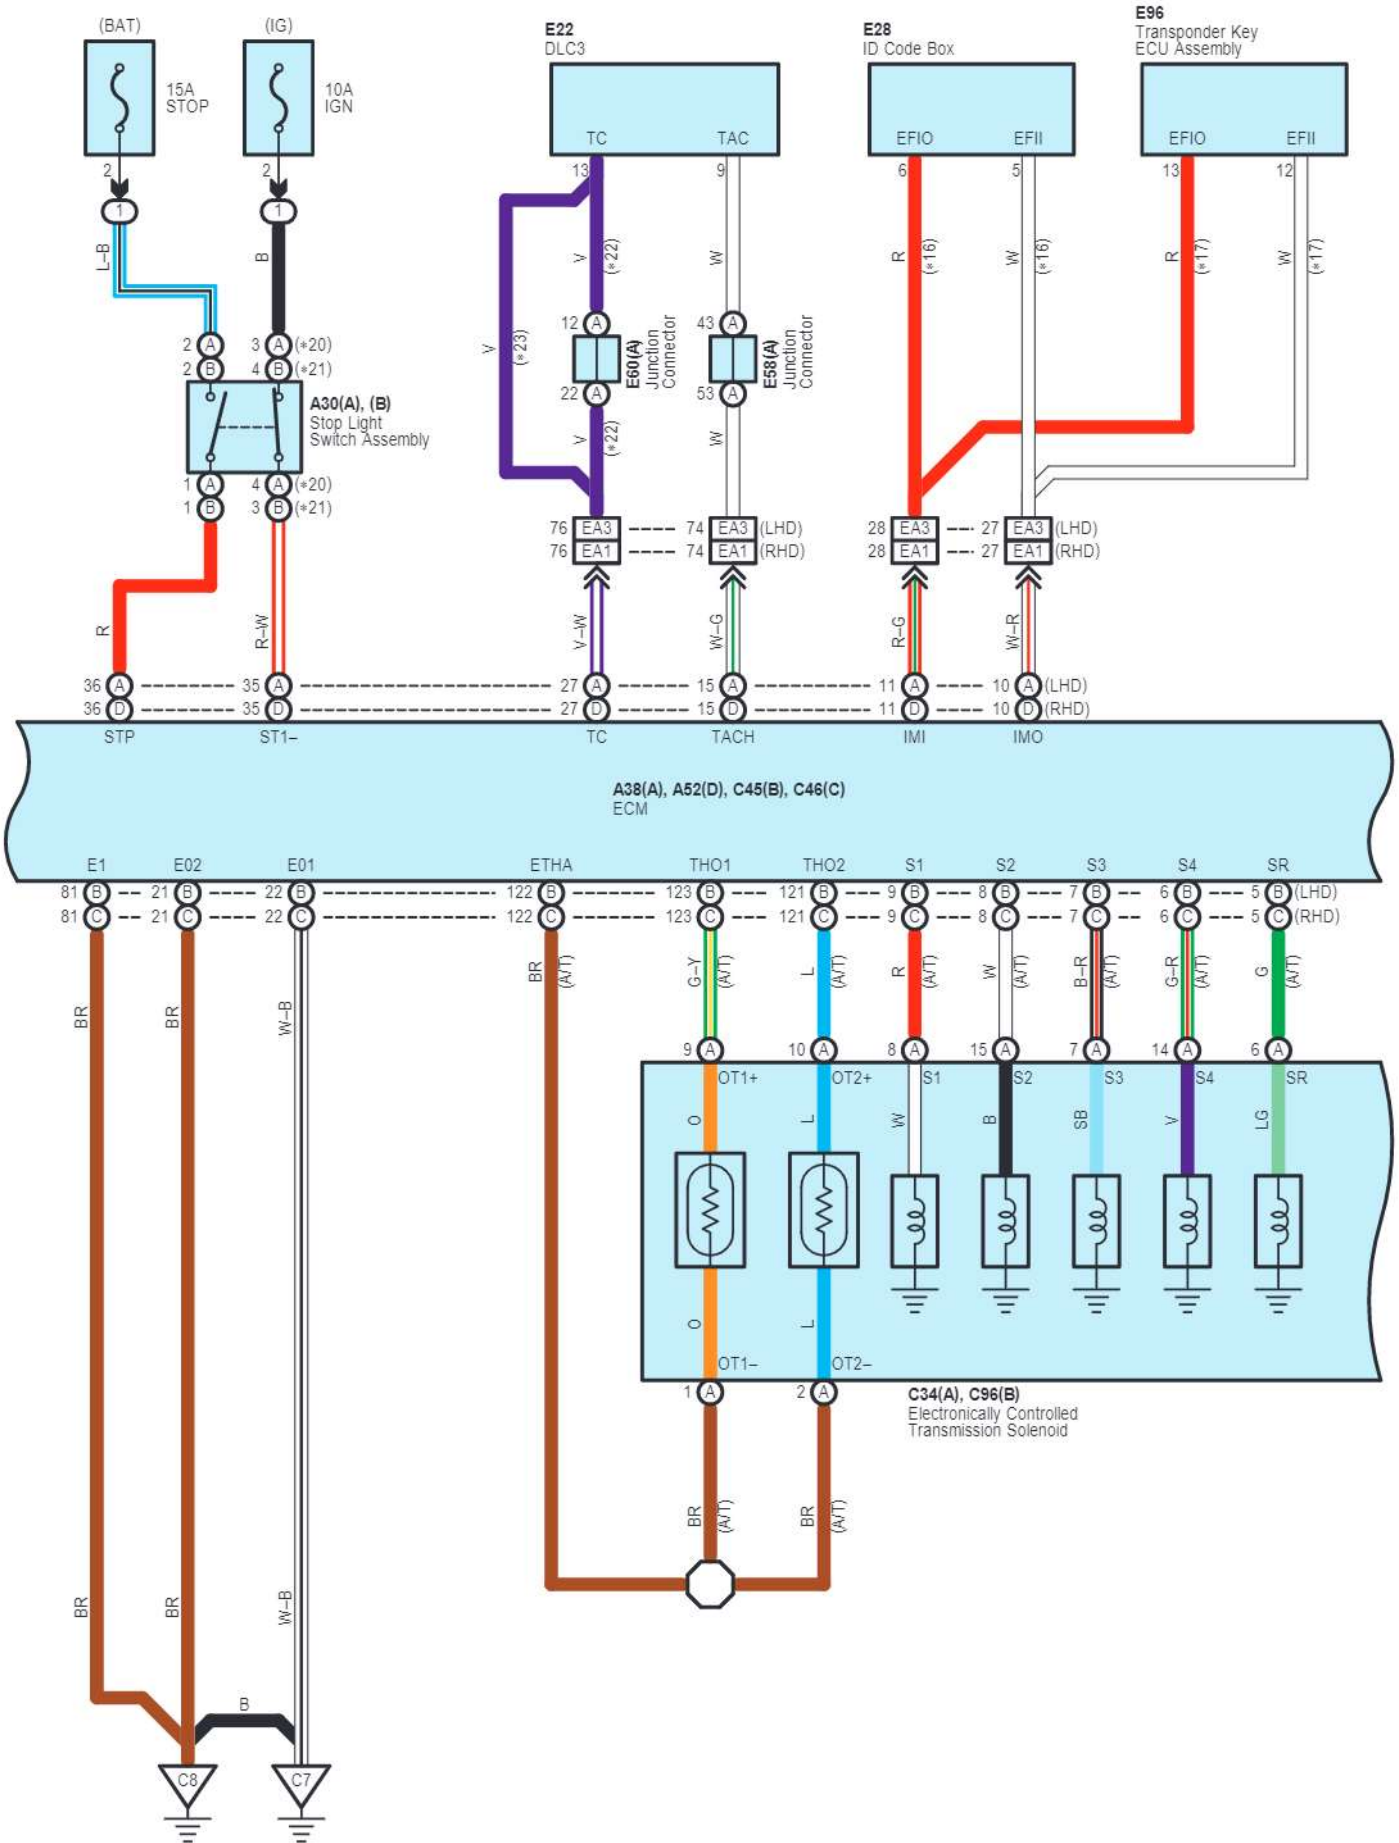 (BAT)
(IG)
15A
STOP
10A
IGN
E22
DLC3
E28
ID Code Box
E96
Transponder Key
ECU Assembly
TC
TAC
EFIO
EFII
EFIO
EFII
2
2
13
9
6
5
13
12
1
1
L–B
B
V
(*22)
W
R
(*16)
W
(*16)
R
(*17)
W
(*17)
V
(*23)
2 A
3 A (*20)
2 B
4 B (*21)
12 A
43 A
E60(A)
Junction
Connector
E58(A)
Junction
Connector
22 A
53 A
A30(A), (B)
Stop Light
Switch Assembly
V
(*22)
W
1 A
4 A (*20)
1 B
3 B (*21)
76 EA3
74 EA3 (LHD)
28 EA3
27 EA3 (LHD)
76 EA1
74 EA1 (RHD)
28 EA1
27 EA1 (RHD)
R
R–W
V–W
W–G
R–G
W–R
36 A
35 A
27 A
15 A
11 A
10 A (LHD)
36 D
35 D
27 D
15 D
11 D
10 D (RHD)
STP
ST1–
TC
TACH
IMI
IMO
A38(A), A52(D), C45(B), C46(C)
ECM
E1
E02
E01
ETHA
THO1
THO2
S1
S2
S3
S4
SR
81 B
21 B
22 B
122 B
123 B
121 B
9 B
8 B
7 B
6 B
5 B (LHD)
81 C
21 C
22 C
122 C
123 C
121 C
9 C
8 C
7 C
6 C
5 C (RHD)
BR
BR
W–B
BR
(A/T)
G–Y
(A/T)
L
(A/T)
R
(A/T)
W
(A/T)
B–R
(A/T)
G–R
(A/T)
G
(A/T)
9 A
10 A
8 A
15 A
7 A
14 A
6 A
OT1+
OT2+
S1
S2
S3
S4
SR
O
L
W
B
SB
V
LG
O
L
OT1–
OT2–
1 A
2 A
C34(A), C96(B)
Electronically Controlled
Transmission Solenoid
BR
(A/T)
BR
(A/T)
BR
BR
W–B
B
C8
C7